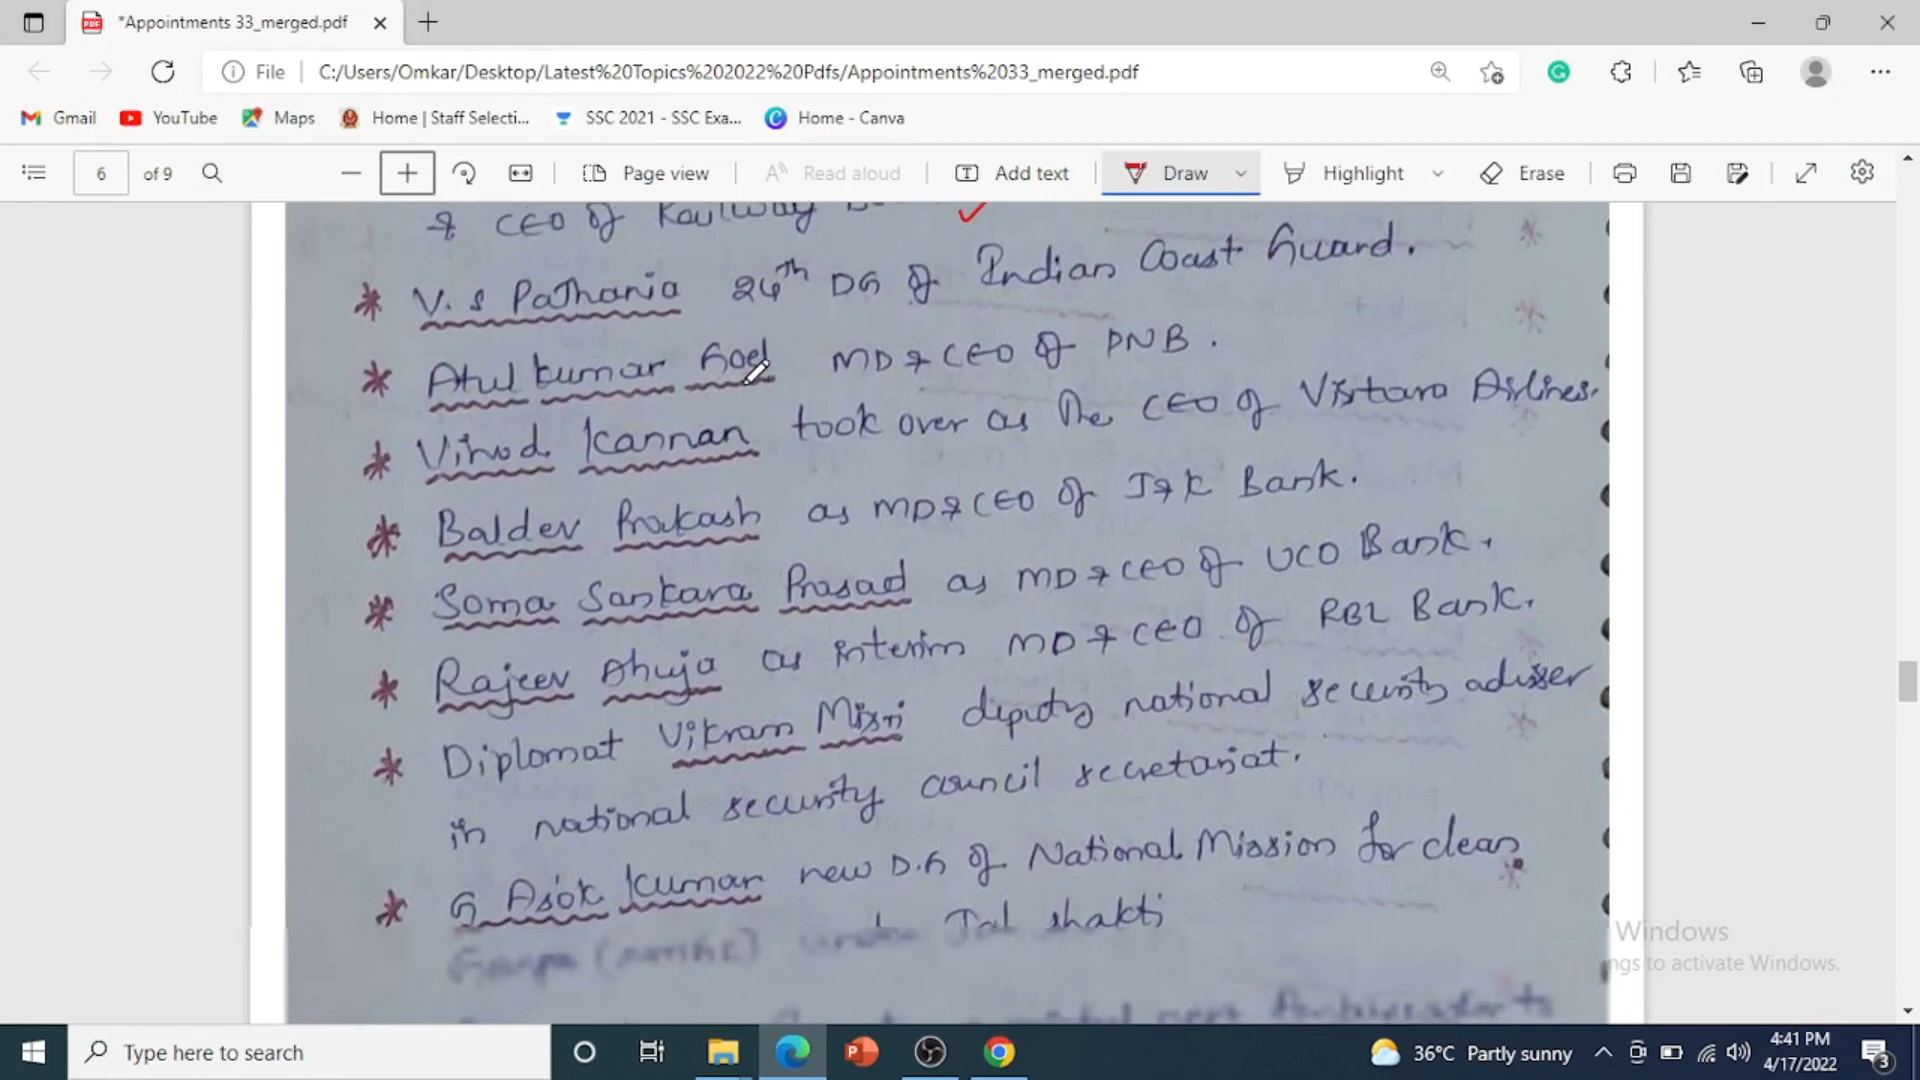 *Appointments 33_merged.pdf
File C:/Users/Omkar/Desktop/Latest%20Topics%202022%20Pdfs/Appointments%2033_merged.pdf
Gmail YouTube Maps Home | Staff Selecti... SSC 2021 - SSC Exa... Home - Canva
6 of 9 Page view Read aloud Add text Draw Highlight Erase
& CEO of Railway
* V. S Pathania 24th DG of Indian Coast Guard.
* Atul kumar Goel MD & CEO of PNB.
* Vinod Kannan took over as the CEO of Vistara Airlines.
* Baldev Prakash as MD & CEO of J&K Bank.
* Soma Sankara Prasad as MD & CEO of UCO Bank.
* Rajeev Ahuja as interim MD & CEO of RBL Bank.
* Diplomat Vikram Misri deputy national security adviser
in national security council secretariat.
* G Asok Kumar new D.G of National Mission for clean
Ganga (NMCG) under Jal shakti
Windows
ngs to activate Windows.
Type here to search 36°C Partly sunny 4:41 PM
4/17/2022 3